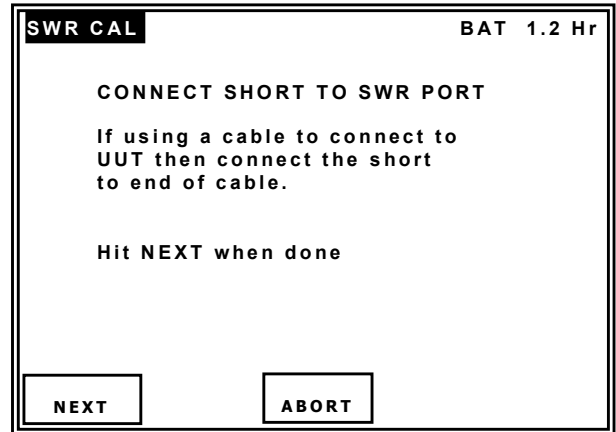 SWR CAL BAT 1.2 Hr
CONNECT SHORT TO SWR PORT
If using a cable to connect to
UUT then connect the short
to end of cable.
Hit NEXT when done
NEXT ABORT